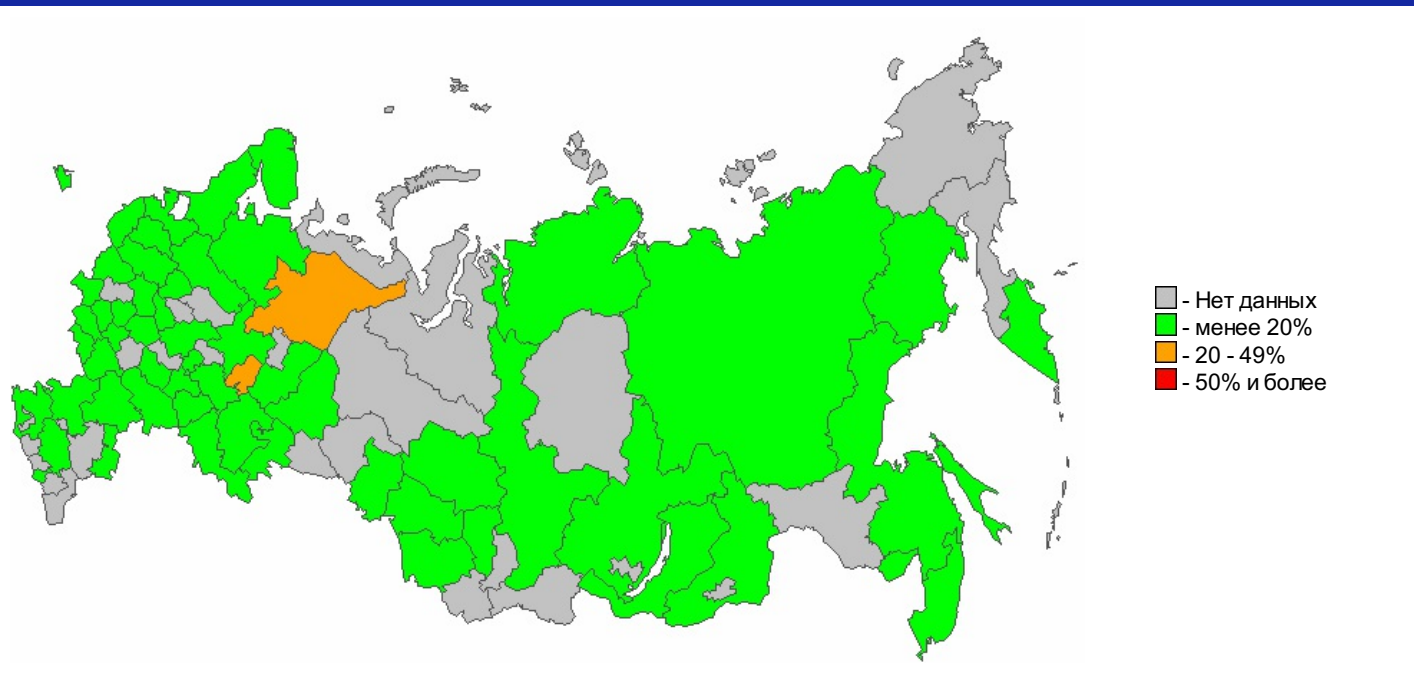 - Нет данных
- менее 20%
- 20 - 49%
- 50% и более